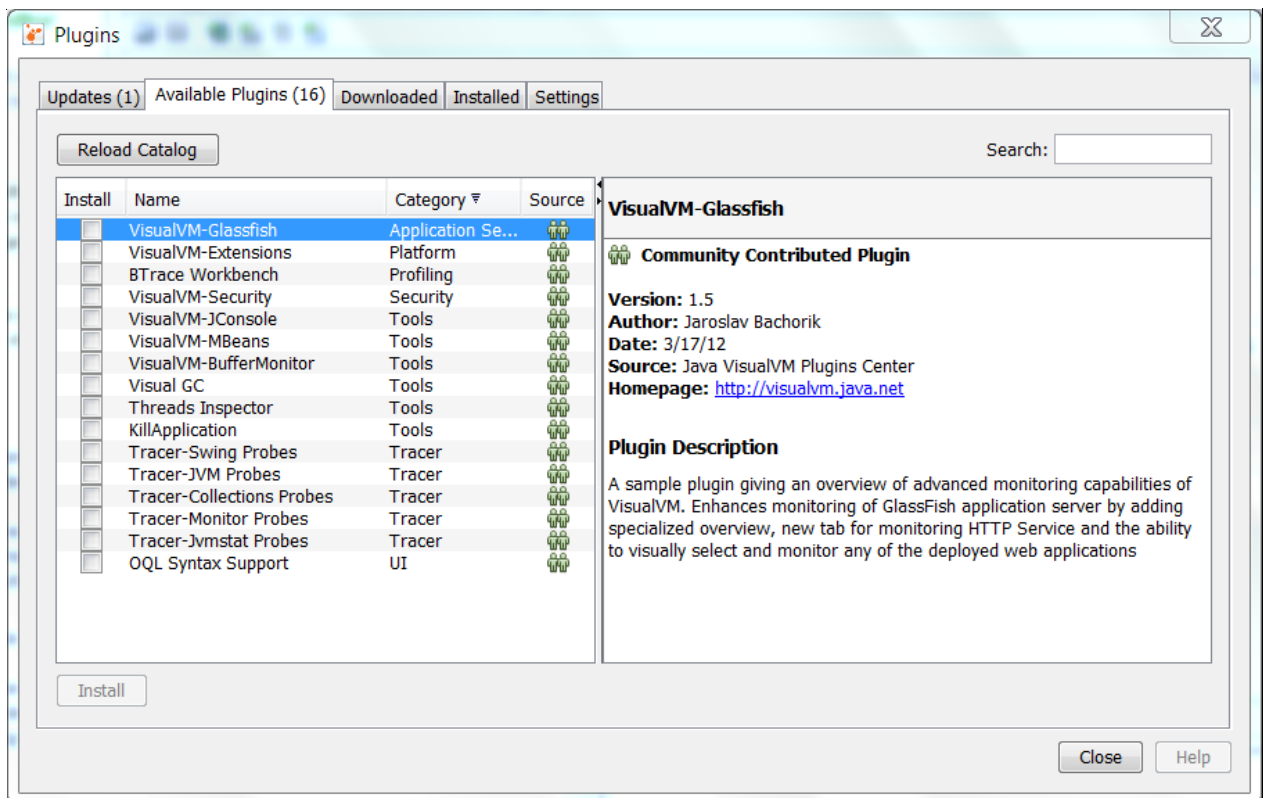 Plugins
Updates (1) Available Plugins (16) Downloaded Installed Settings
Reload Catalog Search:
Install Name Category Source
VisualVM-Glassfish Application Se...
VisualVM-Extensions Platform
BTrace Workbench Profiling
VisualVM-Security Security
VisualVM-JConsole Tools
VisualVM-MBeans Tools
VisualVM-BufferMonitor Tools
Visual GC Tools
Threads Inspector Tools
KillApplication Tools
Tracer-Swing Probes Tracer
Tracer-JVM Probes Tracer
Tracer-Collections Probes Tracer
Tracer-Monitor Probes Tracer
Tracer-Jvmstat Probes Tracer
OQL Syntax Support UI
VisualVM-Glassfish
Community Contributed Plugin
Version: 1.5
Author: Jaroslav Bachorik
Date: 3/17/12
Source: Java VisualVM Plugins Center
Homepage: http://visualvm.java.net
Plugin Description
A sample plugin giving an overview of advanced monitoring capabilities of
VisualVM. Enhances monitoring of GlassFish application server by adding
specialized overview, new tab for monitoring HTTP Service and the ability
to visually select and monitor any of the deployed web applications
Install
Close Help